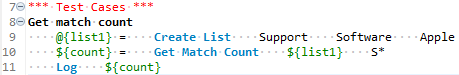 7 *** Test Cases ***
8 Get match count
9 @{list1} = Create List Support Software Apple
10 ${count} = Get Match Count ${list1} S*
11 Log ${count}